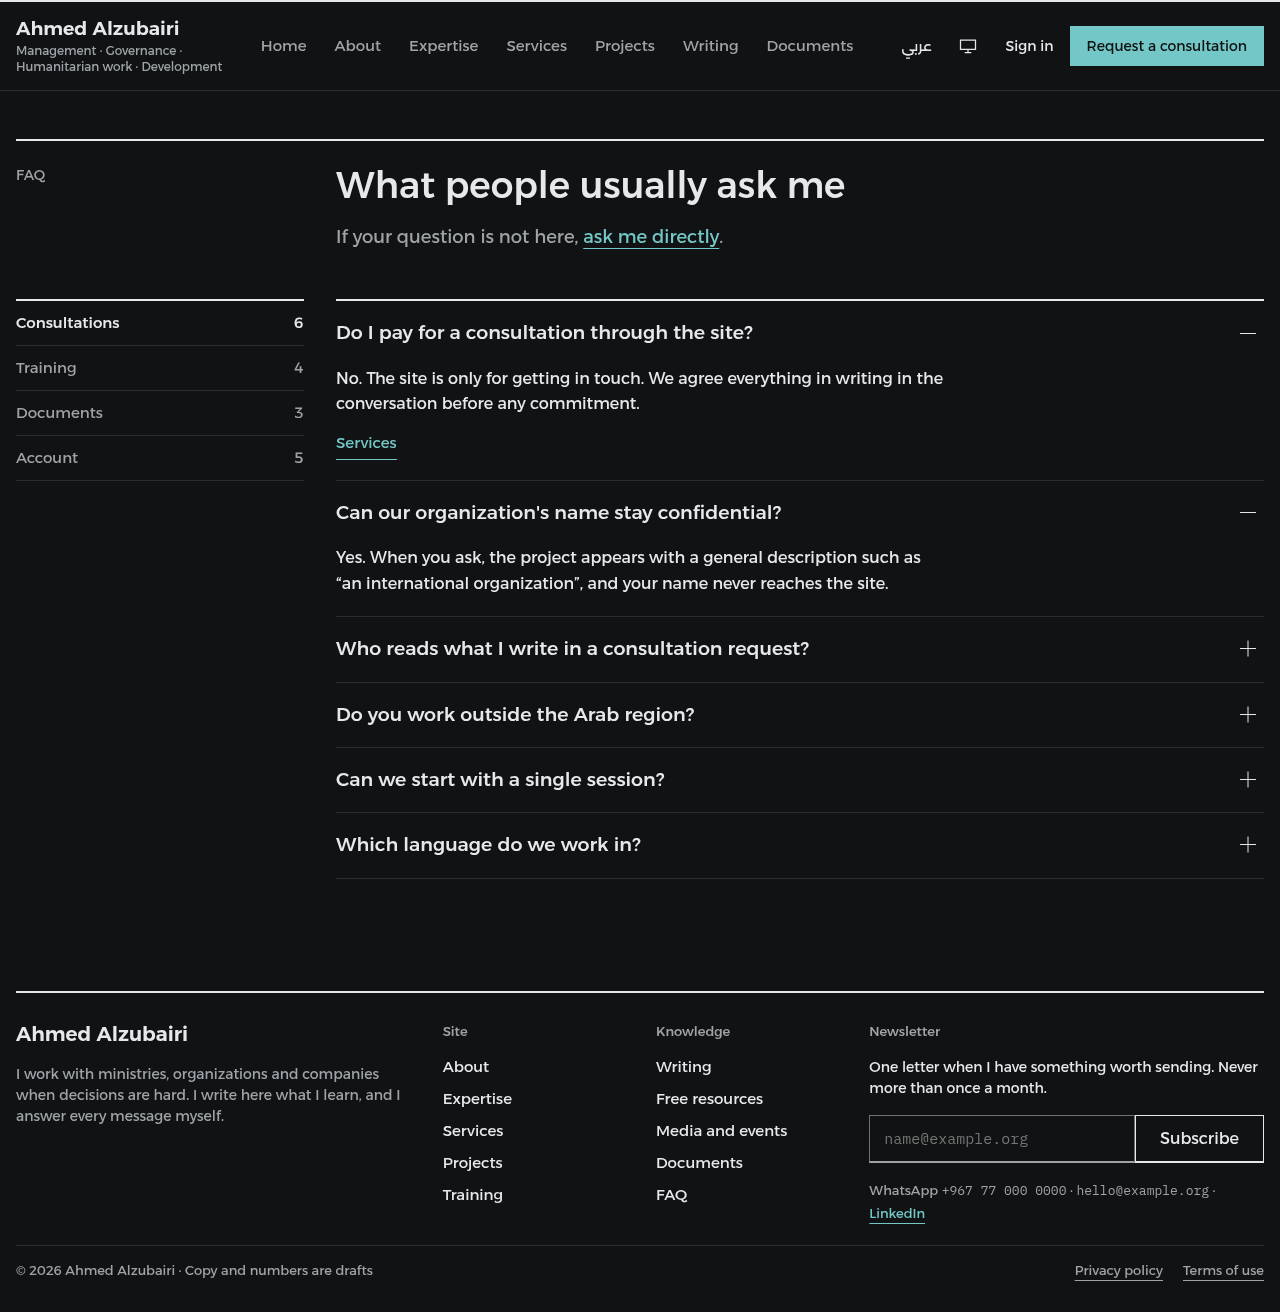 Ahmed Alzubairi
Management · Governance ·
Humanitarian work · Development
Home About Expertise Services Projects Writing Documents
عربي
Sign in
Request a consultation
FAQ
What people usually ask me
If your question is not here, ask me directly.
Consultations 6
Training 4
Documents 3
Account 5
Do I pay for a consultation through the site?
No. The site is only for getting in touch. We agree everything in writing in the
conversation before any commitment.
Services
Can our organization's name stay confidential?
Yes. When you ask, the project appears with a general description such as
“an international organization”, and your name never reaches the site.
Who reads what I write in a consultation request?
Do you work outside the Arab region?
Can we start with a single session?
Which language do we work in?
Ahmed Alzubairi
I work with ministries, organizations and companies
when decisions are hard. I write here what I learn, and I
answer every message myself.
Site
About
Expertise
Services
Projects
Training
Knowledge
Writing
Free resources
Media and events
Documents
FAQ
Newsletter
One letter when I have something worth sending. Never
more than once a month.
name@example.org
Subscribe
WhatsApp +967 77 000 0000 · hello@example.org ·
LinkedIn
© 2026 Ahmed Alzubairi · Copy and numbers are drafts
Privacy policy Terms of use